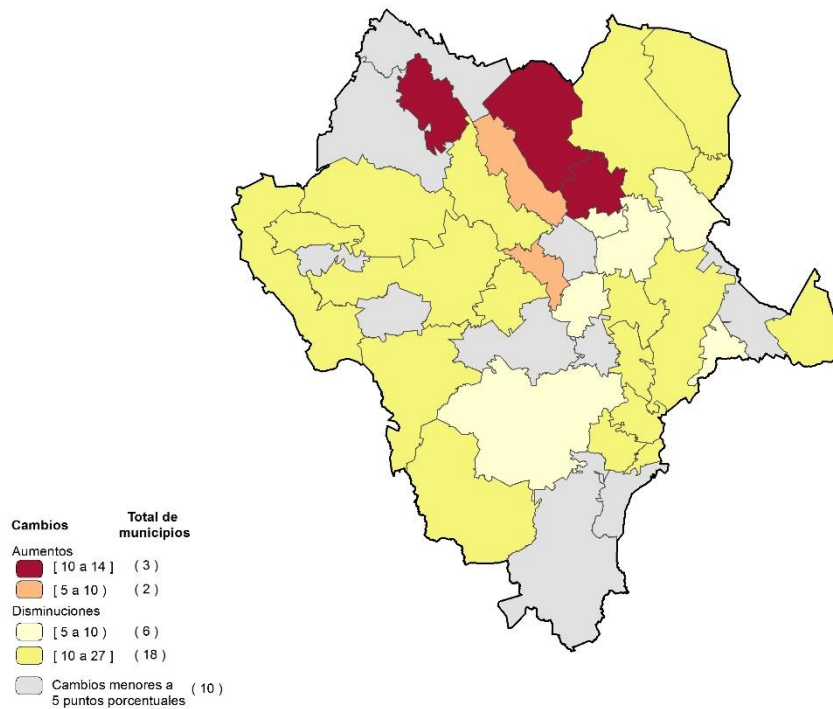 Cambios Total de
municipios
Aumentos
[ 10 a 14 ] ( 3 )
[ 5 a 10 ) ( 2 )
Disminuciones
[ 5 a 10 ) ( 6 )
[ 10 a 27 ] ( 18 )
Cambios menores a ( 10 )
5 puntos porcentuales